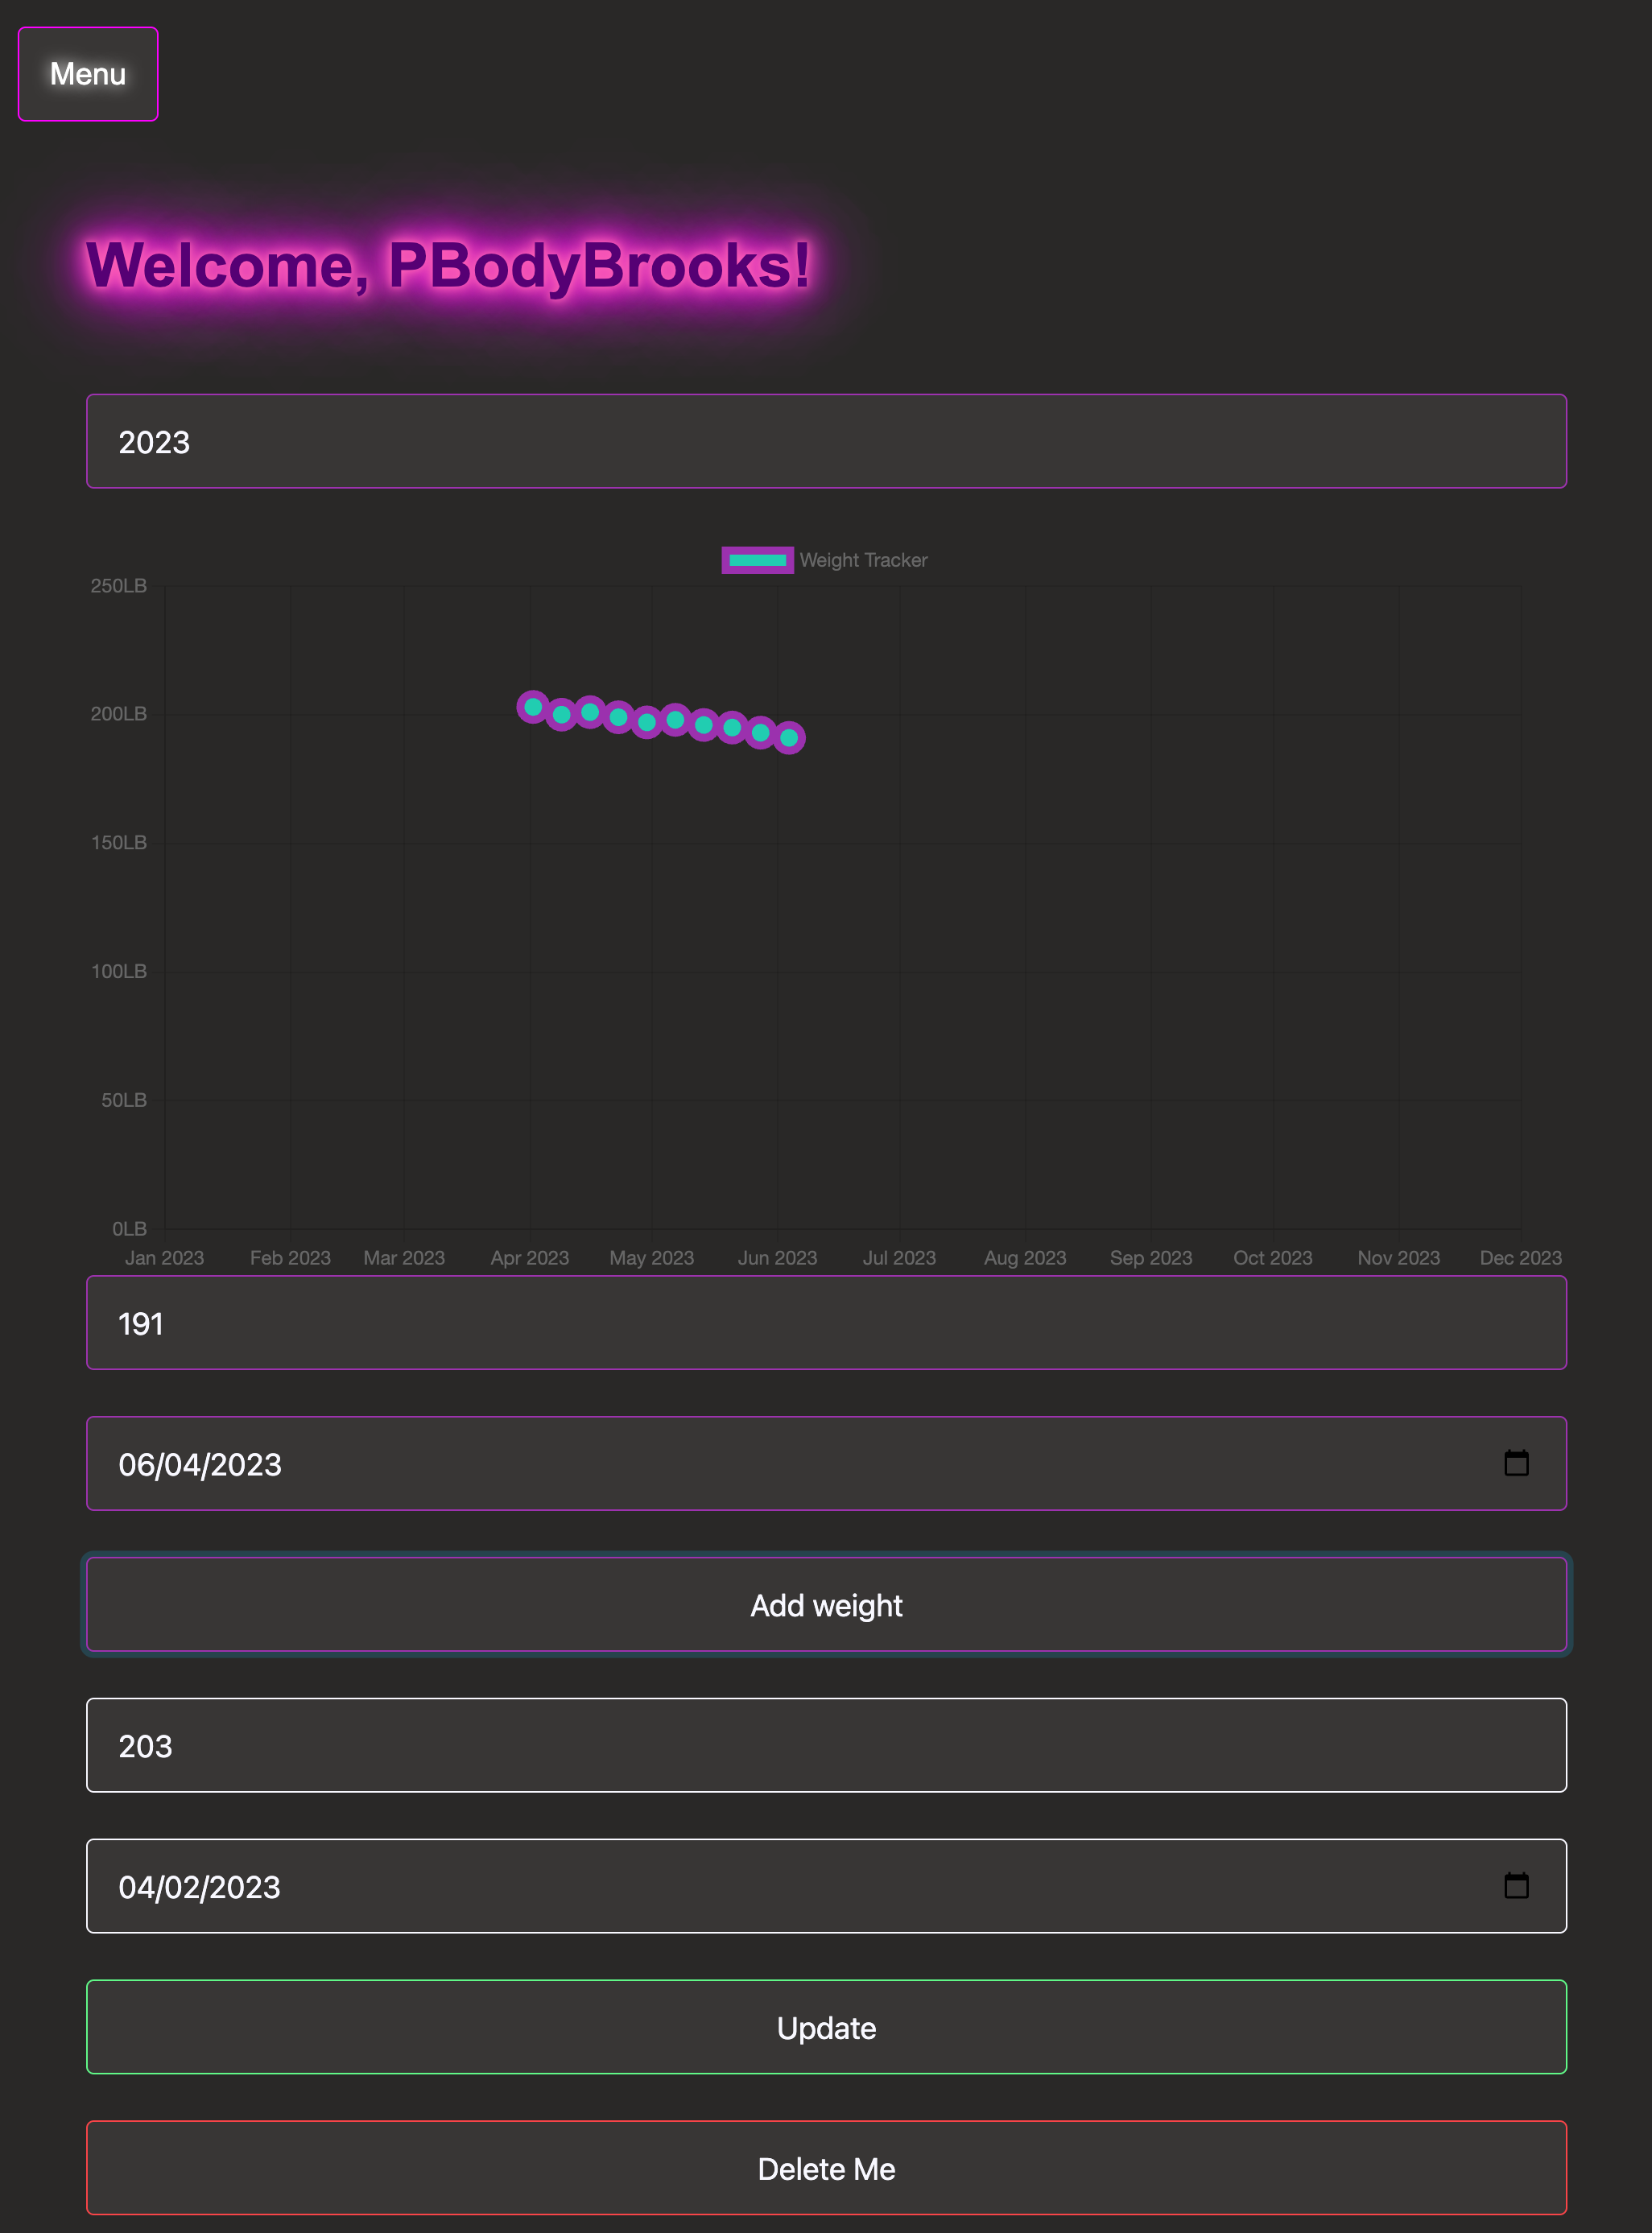 Menu
Welcome, PBodyBrooks!
2023
Weight Tracker
250LB
200LB
150LB
100LB
50LB
0LB
Jan 2023 Feb 2023 Mar 2023 Apr 2023 May 2023 Jun 2023 Jul 2023 Aug 2023 Sep 2023 Oct 2023 Nov 2023 Dec 2023
191
06/04/2023
Add weight
203
04/02/2023
Update
Delete Me